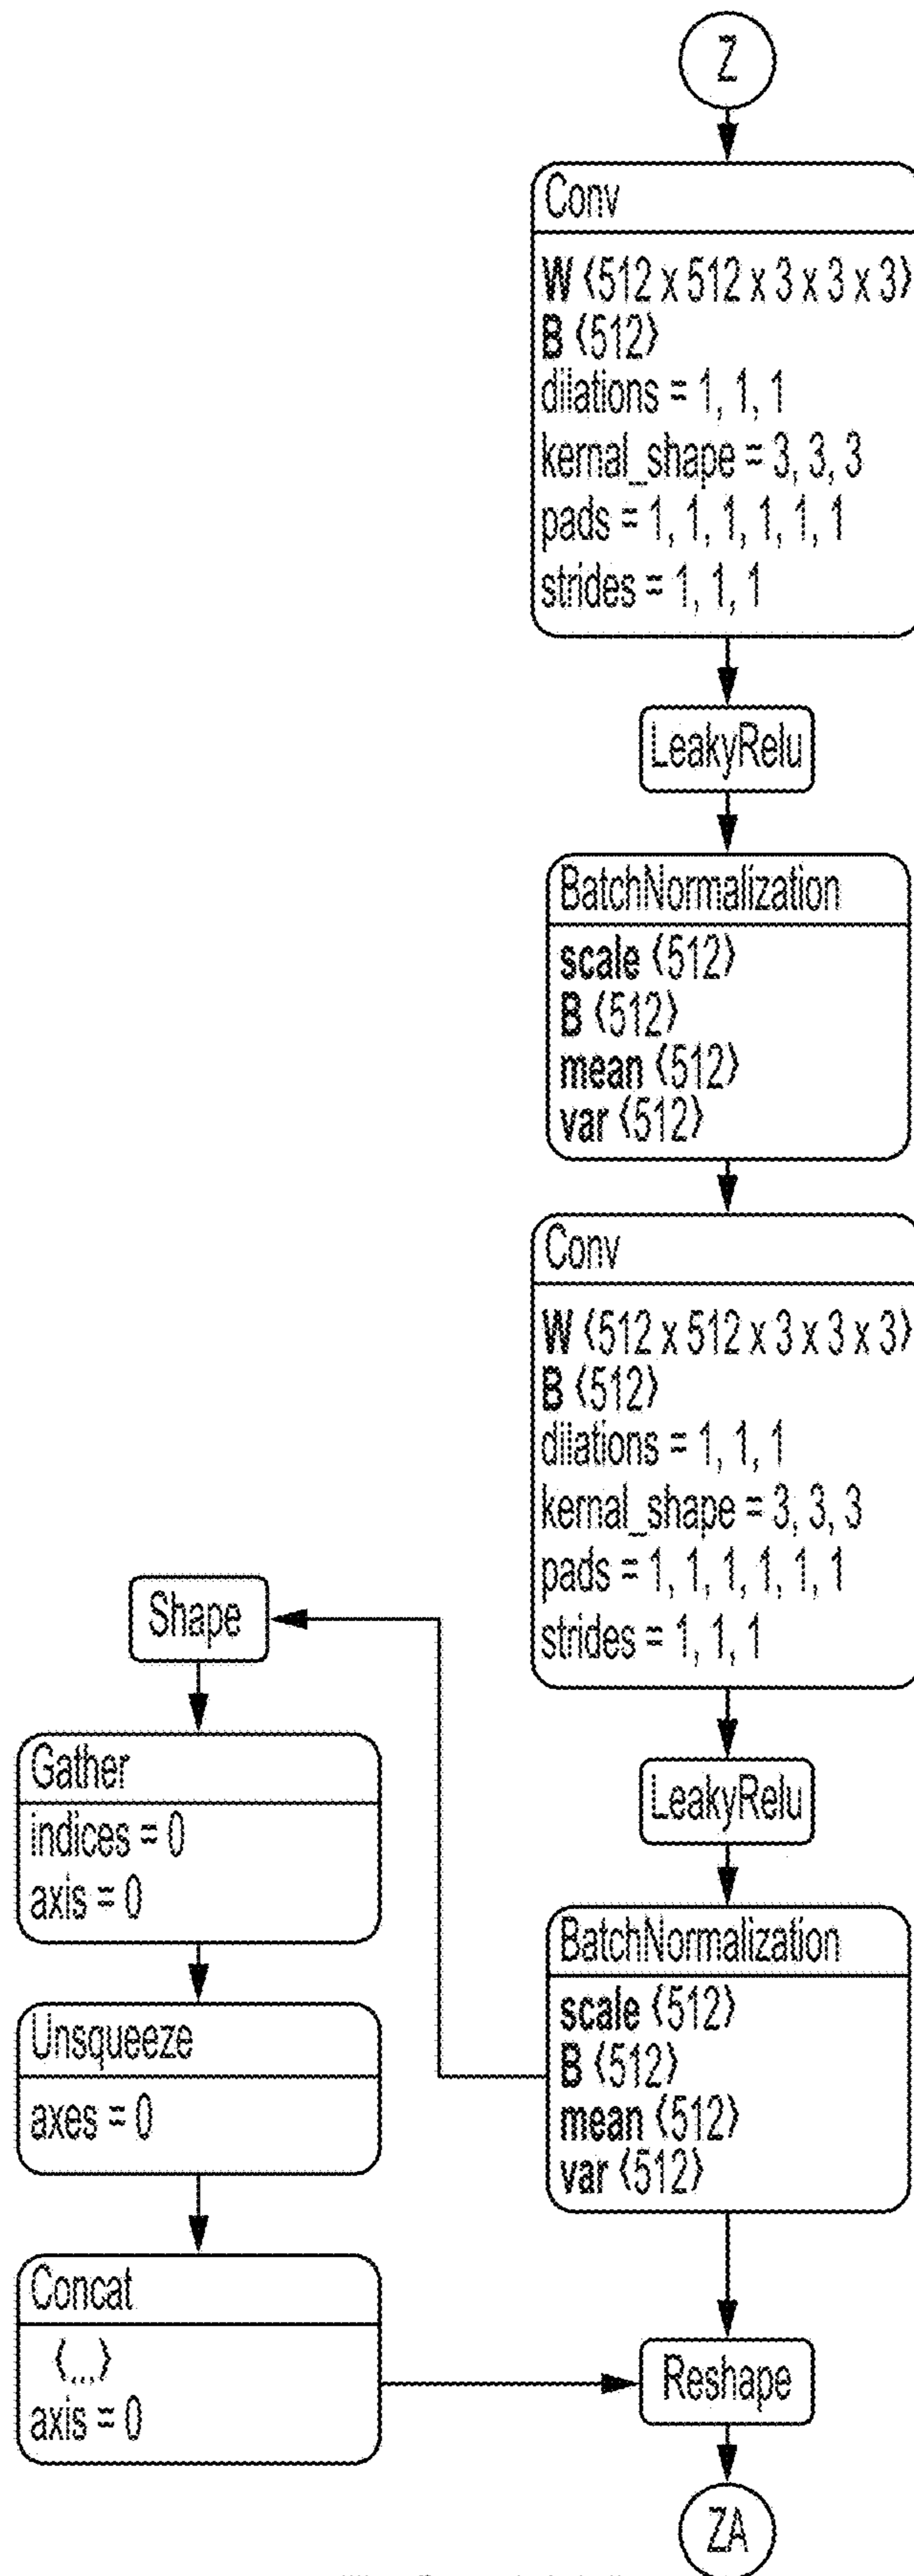 Z
Conv
W ⟨512 x 512 x 3 x 3 x 3⟩
B ⟨512⟩
dilations = 1, 1, 1
kernal_shape = 3, 3, 3
pads = 1, 1, 1, 1, 1, 1
strides = 1, 1, 1
LeakyRelu
BatchNormalization
scale ⟨512⟩
B ⟨512⟩
mean ⟨512⟩
var ⟨512⟩
Conv
W ⟨512 x 512 x 3 x 3 x 3⟩
B ⟨512⟩
dilations = 1, 1, 1
kernal_shape = 3, 3, 3
pads = 1, 1, 1, 1, 1, 1
strides = 1, 1, 1
LeakyRelu
BatchNormalization
scale ⟨512⟩
B ⟨512⟩
mean ⟨512⟩
var ⟨512⟩
Shape
Gather
indices = 0
axis = 0
Unsqueeze
axes = 0
Concat
⟨...⟩
axis = 0
Reshape
ZA